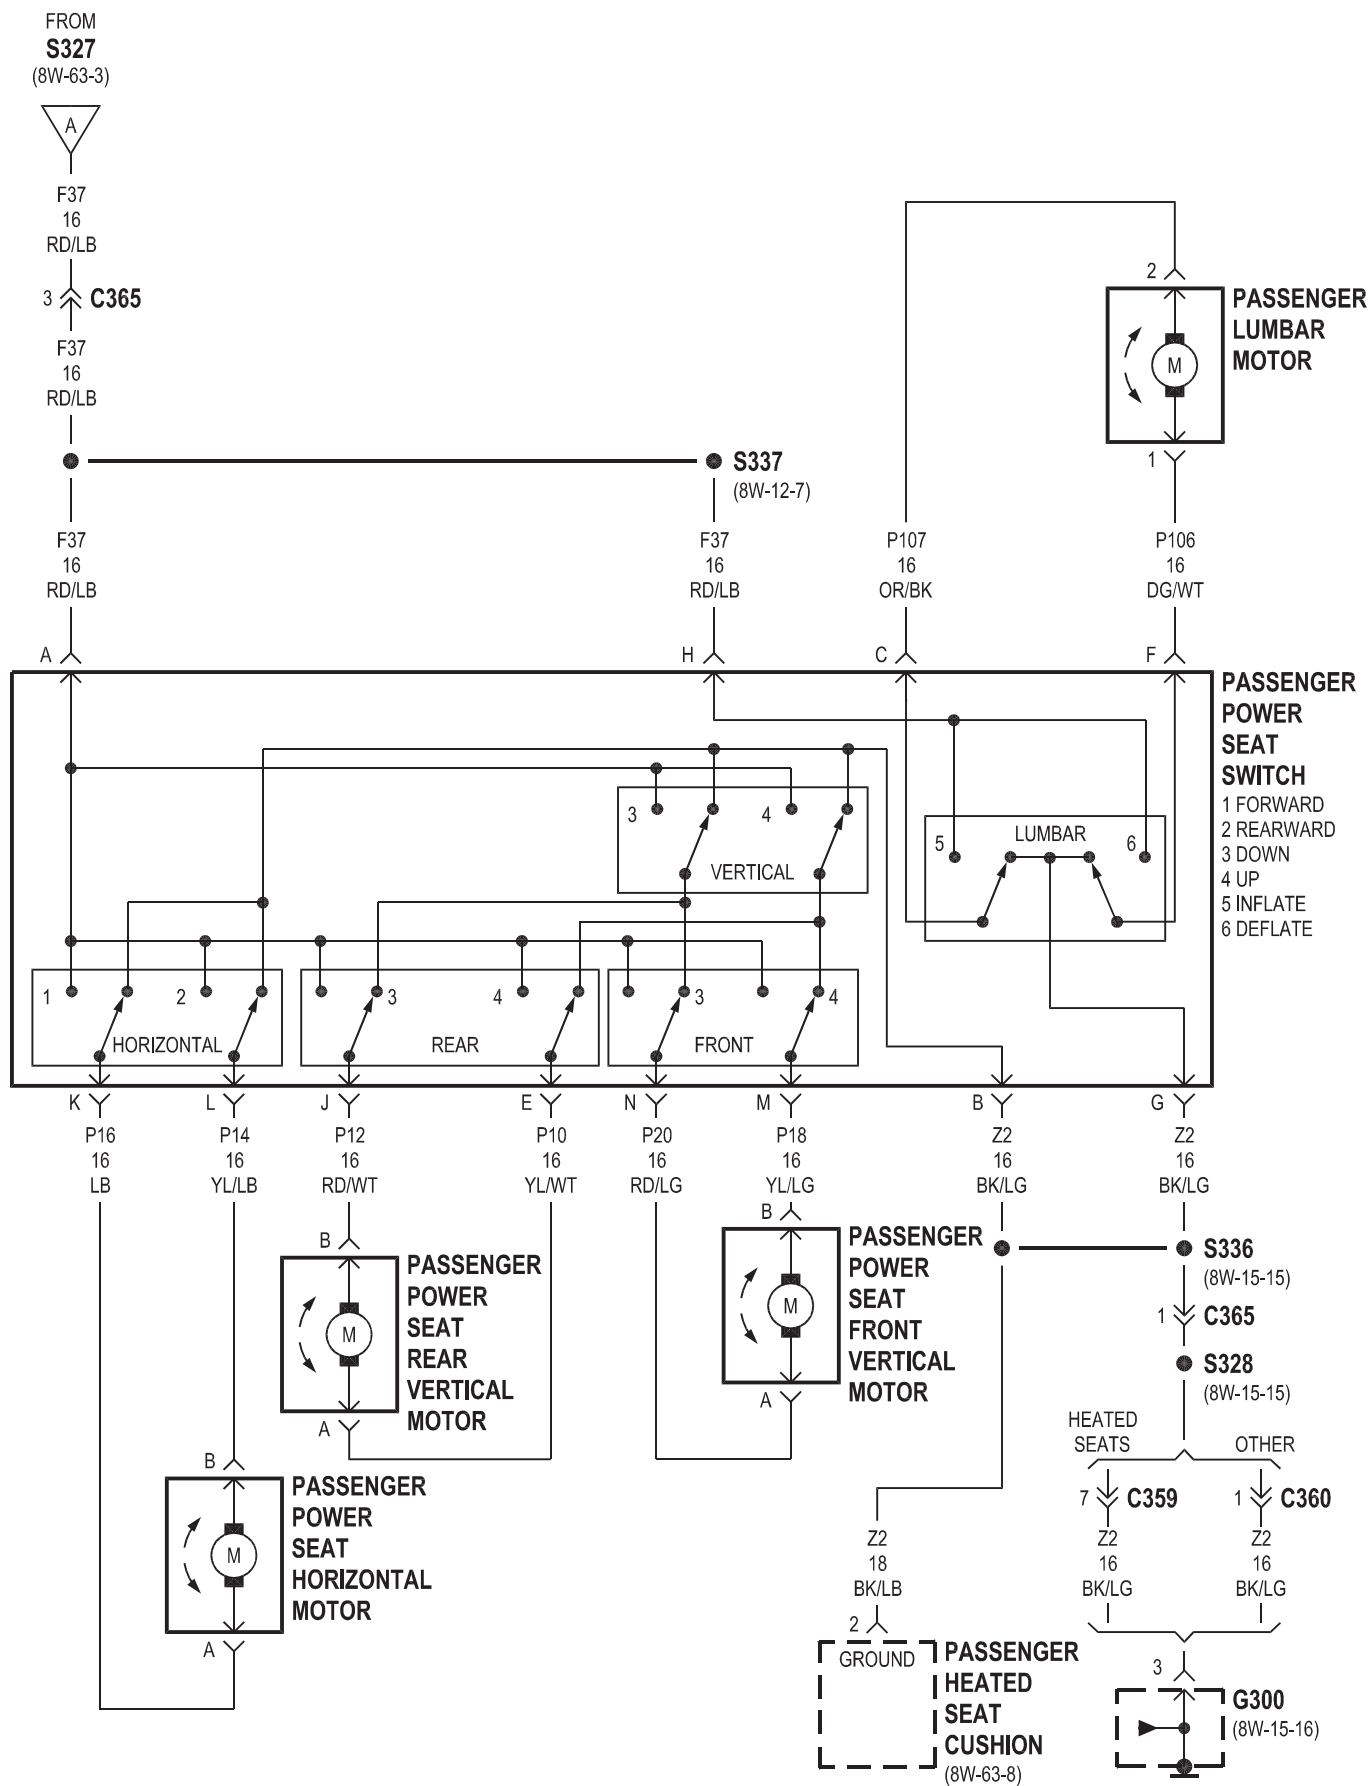 FROM
S327
(8W-63-3)
A
F37
16
RD/LB
3 C365
F37
16
RD/LB
2
PASSENGER
LUMBAR
MOTOR
M
1
S337
(8W-12-7)
F37
16
RD/LB
F37
16
RD/LB
P107
16
OR/BK
P106
16
DG/WT
A
H
C
F
PASSENGER
POWER
SEAT
SWITCH
1 FORWARD
2 REARWARD
3 DOWN
4 UP
5 INFLATE
6 DEFLATE
3 4
VERTICAL
LUMBAR
5 6
1 2
HORIZONTAL
3 4
REAR
3 4
FRONT
K
L
J
E
N
M
B
G
P16
16
LB
P14
16
YL/LB
P12
16
RD/WT
P10
16
YL/WT
P20
16
RD/LG
P18
16
YL/LG
Z2
16
BK/LG
Z2
16
BK/LG
B
PASSENGER
POWER
SEAT
REAR
VERTICAL
MOTOR
M
A
B
PASSENGER
POWER
SEAT
FRONT
VERTICAL
MOTOR
M
A
S336
(8W-15-15)
1 C365
S328
(8W-15-15)
HEATED
SEATS
OTHER
7 C359
1 C360
B
PASSENGER
POWER
SEAT
HORIZONTAL
MOTOR
M
A
Z2
18
BK/LB
Z2
16
BK/LG
Z2
16
BK/LG
2
GROUND
PASSENGER
HEATED
SEAT
CUSHION
(8W-63-8)
3
G300
(8W-15-16)